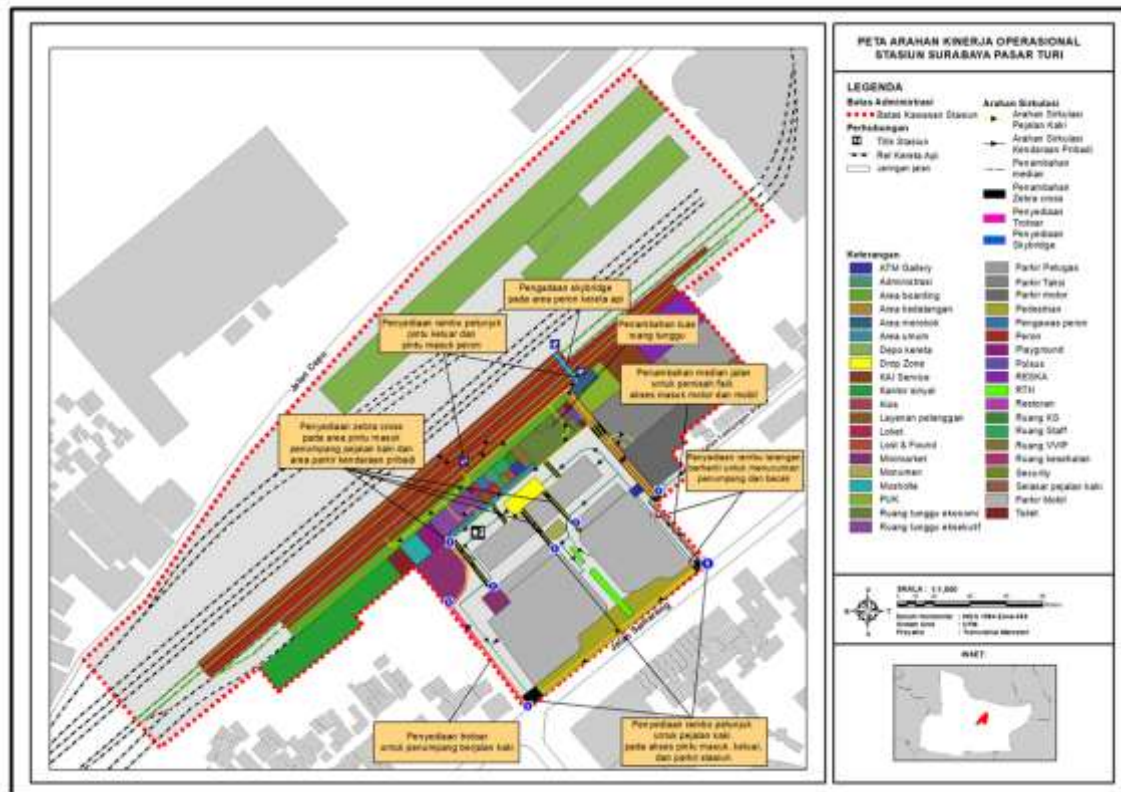 PETA ARAHAN KINERJA OPERASIONAL
STASIUN SURABAYA PASAR TURI
LEGENDA
Batas Administrasi
Batas Kawasan Stasiun
Perhubungan
Titik Stasiun
Rel Kereta Api
Jaringan jalan
Arahan Sirkulasi
Arahan Sirkulasi
Pejalan Kaki
Arahan Sirkulasi
Kendaraan Pribadi
Penambahan
median
Penambahan
Zebra cross
Penyediaan
Trotoar
Penyediaan
Skybridge
Keterangan
ATM Gallery
Administrasi
Area boarding
Area kedatangan
Area merokok
Area umum
Depo kereta
Drop Zone
KAI Service
Kantor
Kios
Layanan pelanggan
Loket
Lost & Found
Minimarket
Monumen
Musholla
PUK
Ruang tunggu ekonomi
Ruang tunggu eksekutif
Parkir Petugas
Parkir Taksi
Parkir motor
Pedestrian
Pengawas peron
Peron
Playground
Polsus
RESKA
RTH
Restoran
Ruang KS
Ruang Staff
Ruang VVIP
Ruang kesehatan
Security
Selasar pejalan kaki
Parkir Mobil
Toilet
SKALA : 1:1,000
INSET:
Jalan Cepu
Jalan Semarang
Pengadaan skybridge
pada area peron kereta api
Penyediaan rambu petunjuk
pintu keluar dan
pintu masuk peron
Penambahan luas
ruang tunggu
Penambahan median jalan
untuk pemisah fisik
akses masuk motor dan mobil
Penyediaan zebra cross
pada area pintu masuk
penumpang pejalan kaki dan
area parkir kendaraan pribadi
Penyediaan rambu larangan
berhenti untuk menurunkan
penumpang dan becak
Penyediaan trotoar
untuk penumpang berjalan kaki
Penyediaan rambu petunjuk
untuk pejalan kaki
pada akses pintu masuk, keluar,
dan parkir stasiun